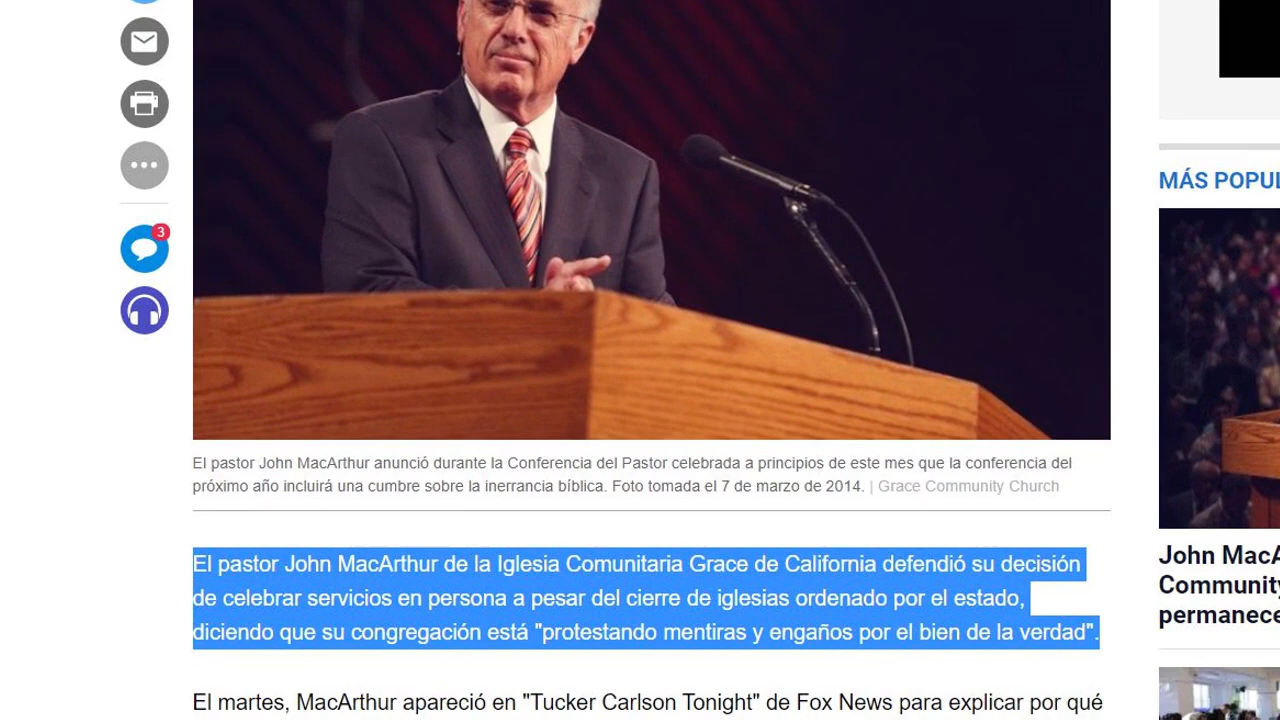 3
MÁS POPUL
El pastor John MacArthur anunció durante la Conferencia del Pastor celebrada a principios de este mes que la conferencia del
próximo año incluirá una cumbre sobre la inerrancia bíblica. Foto tomada el 7 de marzo de 2014. | Grace Community Church
El pastor John MacArthur de la Iglesia Comunitaria Grace de California defendió su decisión
de celebrar servicios en persona a pesar del cierre de iglesias ordenado por el estado,
diciendo que su congregación está "protestando mentiras y engaños por el bien de la verdad".
El martes, MacArthur apareció en "Tucker Carlson Tonight" de Fox News para explicar por qué
John MacA
Community
permanece